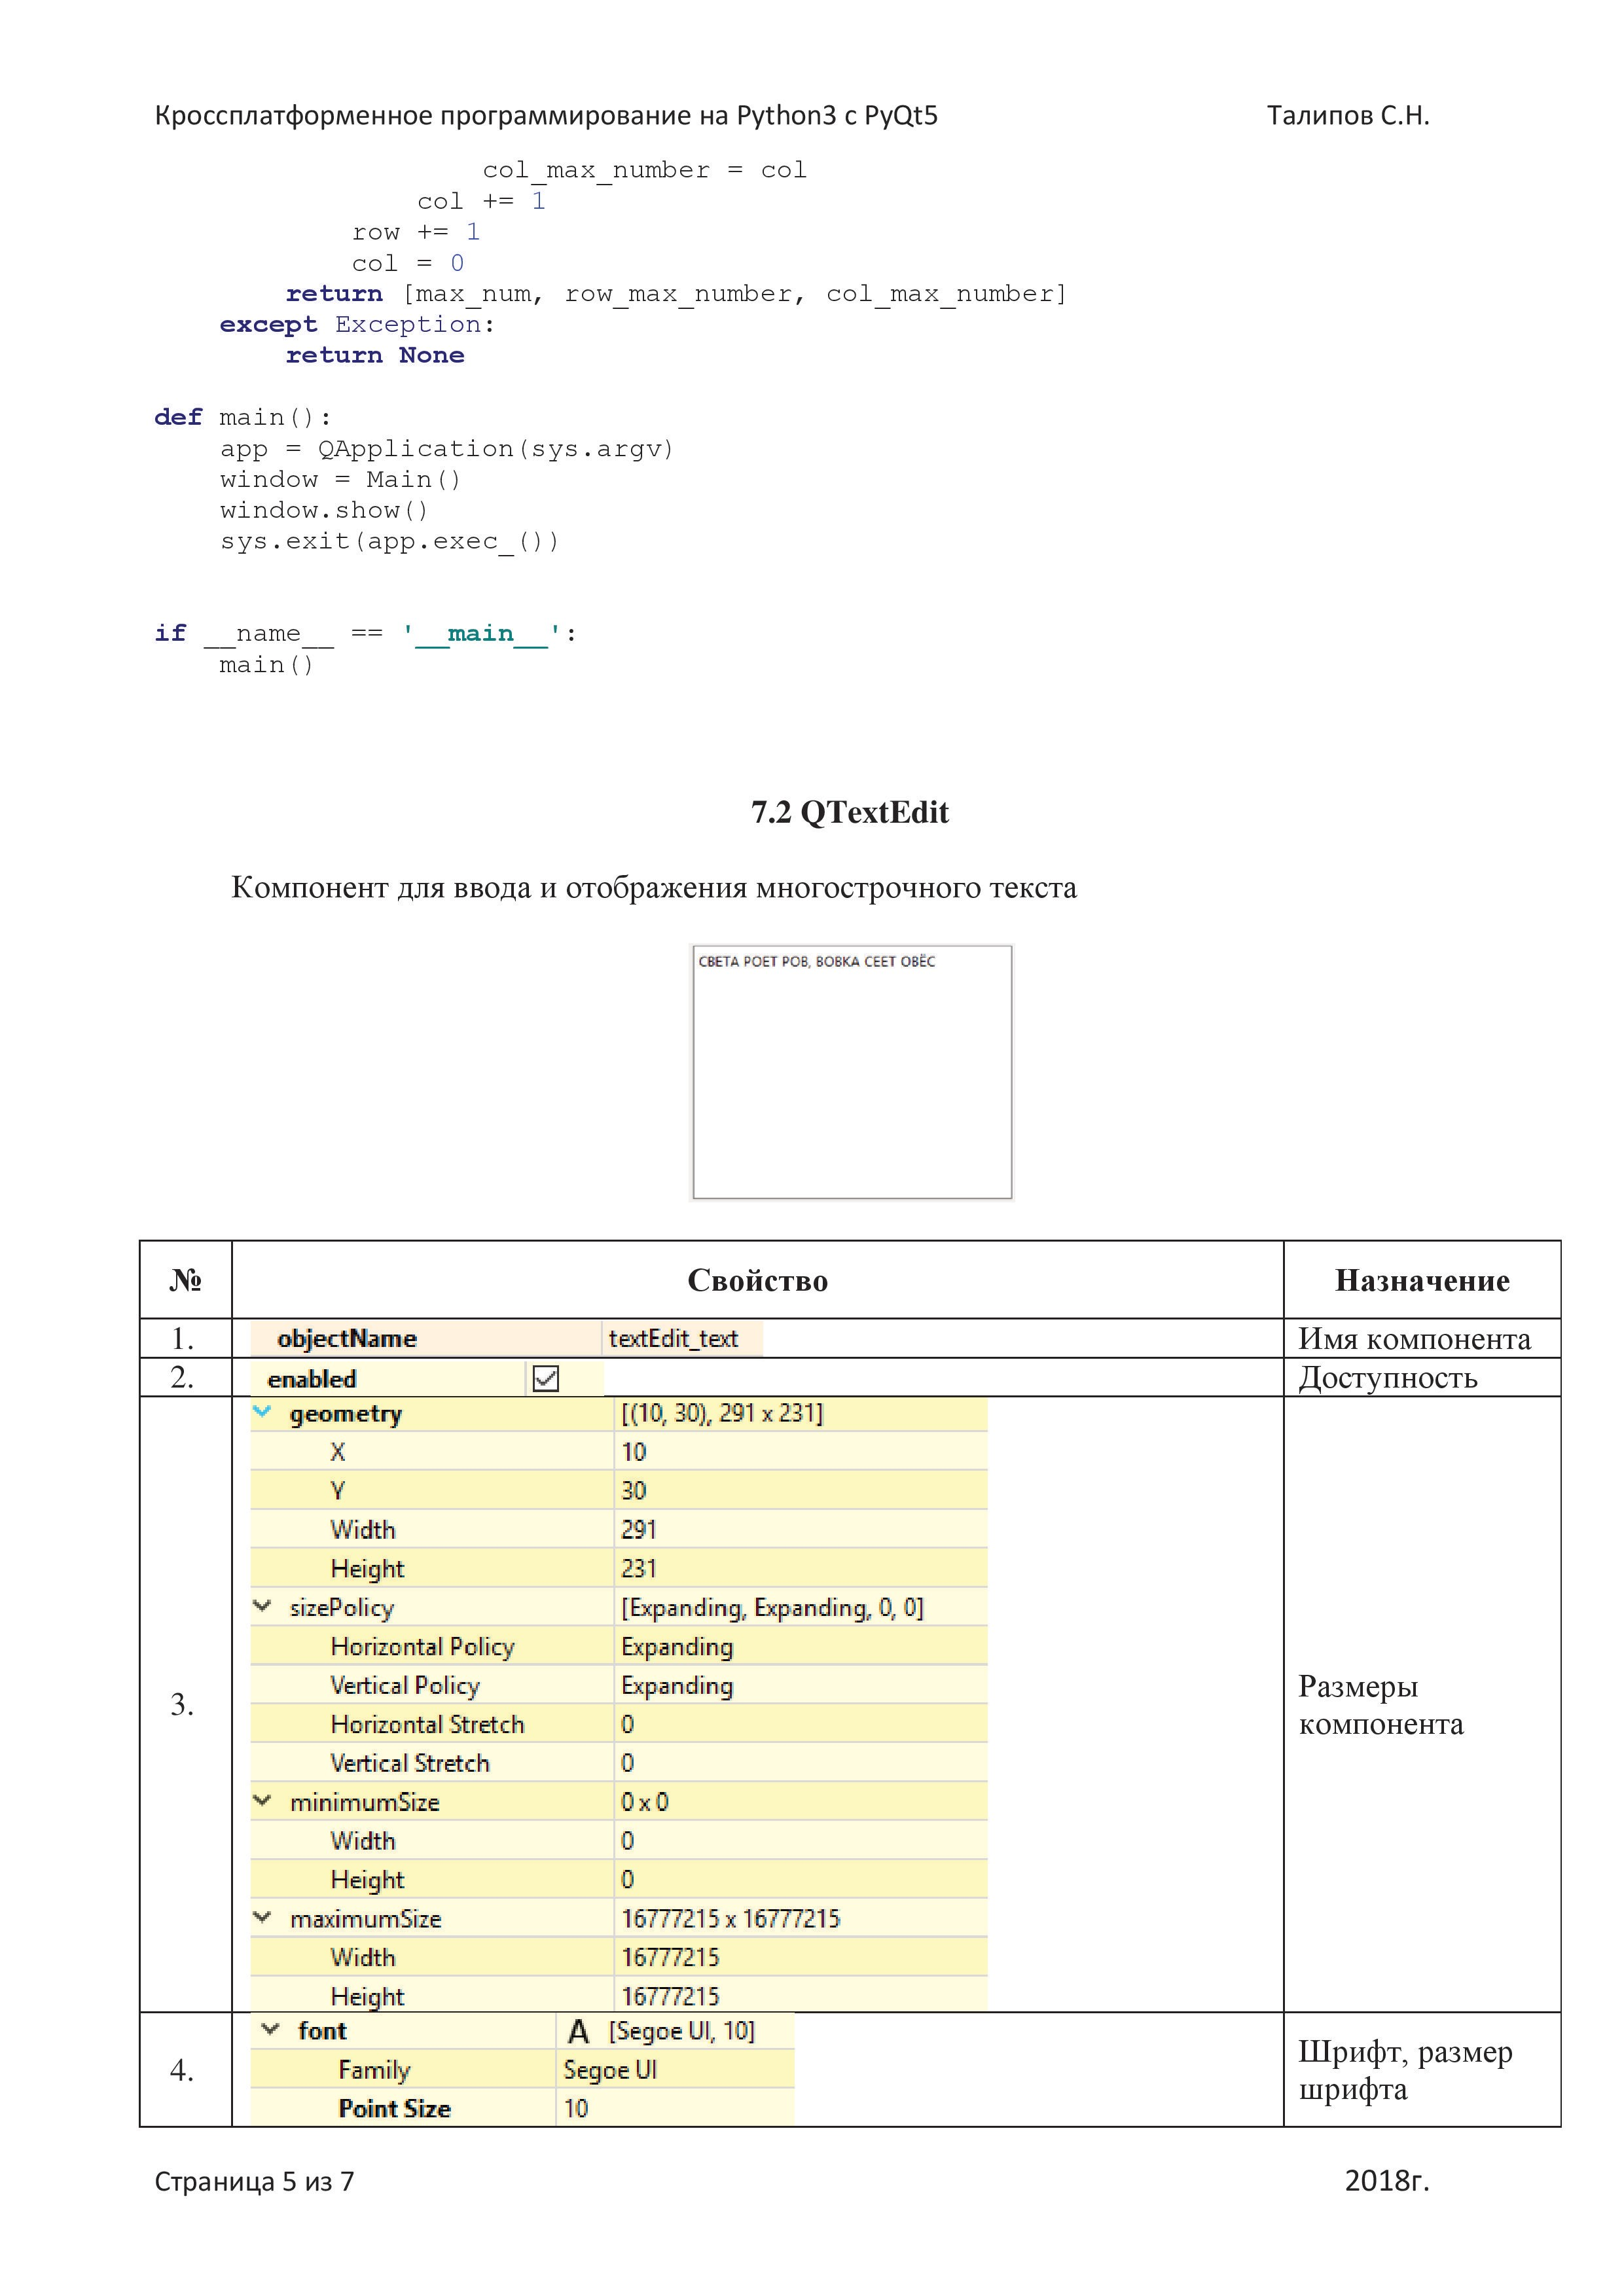 Кроссплатформенное программирование на Python3 с PyQt5 Талипов С.Н.
                    col_max_number = col
                col += 1
            row += 1
            col = 0
        return [max_num, row_max_number, col_max_number]
    except Exception:
        return None
def main():
    app = QApplication(sys.argv)
    window = Main()
    window.show()
    sys.exit(app.exec_())
if __name__ == '__main__':
    main()
7.2 QTextEdit
Компонент для ввода и отображения многострочного текста
СВЕТА РОЕТ РОВ, ВОВКА СЕЕТ ОВЁС
№ Свойство Назначение
1. objectName textEdit_text Имя компонента
2. enabled Доступность
geometry [(10, 30), 291 x 231]
X 10
Y 30
Width 291
Height 231
sizePolicy [Expanding, Expanding, 0, 0]
Horizontal Policy Expanding
Vertical Policy Expanding
Horizontal Stretch 0
Vertical Stretch 0
minimumSize 0 x 0
Width 0
Height 0
maximumSize 16777215 x 16777215
Width 16777215
Height 16777215
3. Размеры
компонента
font A [Segoe UI, 10]
Family Segoe UI
Point Size 10
4. Шрифт, размер
шрифта
Страница 5 из 7 2018г.